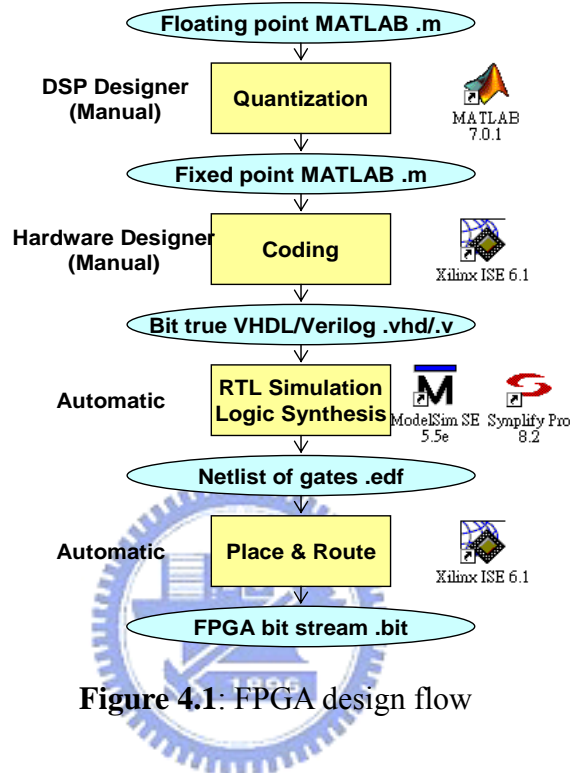 Floating point MATLAB .m
DSP Designer
(Manual)
Quantization
MATLAB
7.0.1
Fixed point MATLAB .m
Hardware Designer
(Manual)
Coding
Xilinx ISE 6.1
Bit true VHDL/Verilog .vhd/.v
Automatic
RTL Simulation
Logic Synthesis
M
ModelSim SE
5.5e
Symplify Pro
8.2
Netlist of gates .edf
Automatic
Place & Route
Xilinx ISE 6.1
FPGA bit stream .bit
1896
Figure 4.1: FPGA design flow